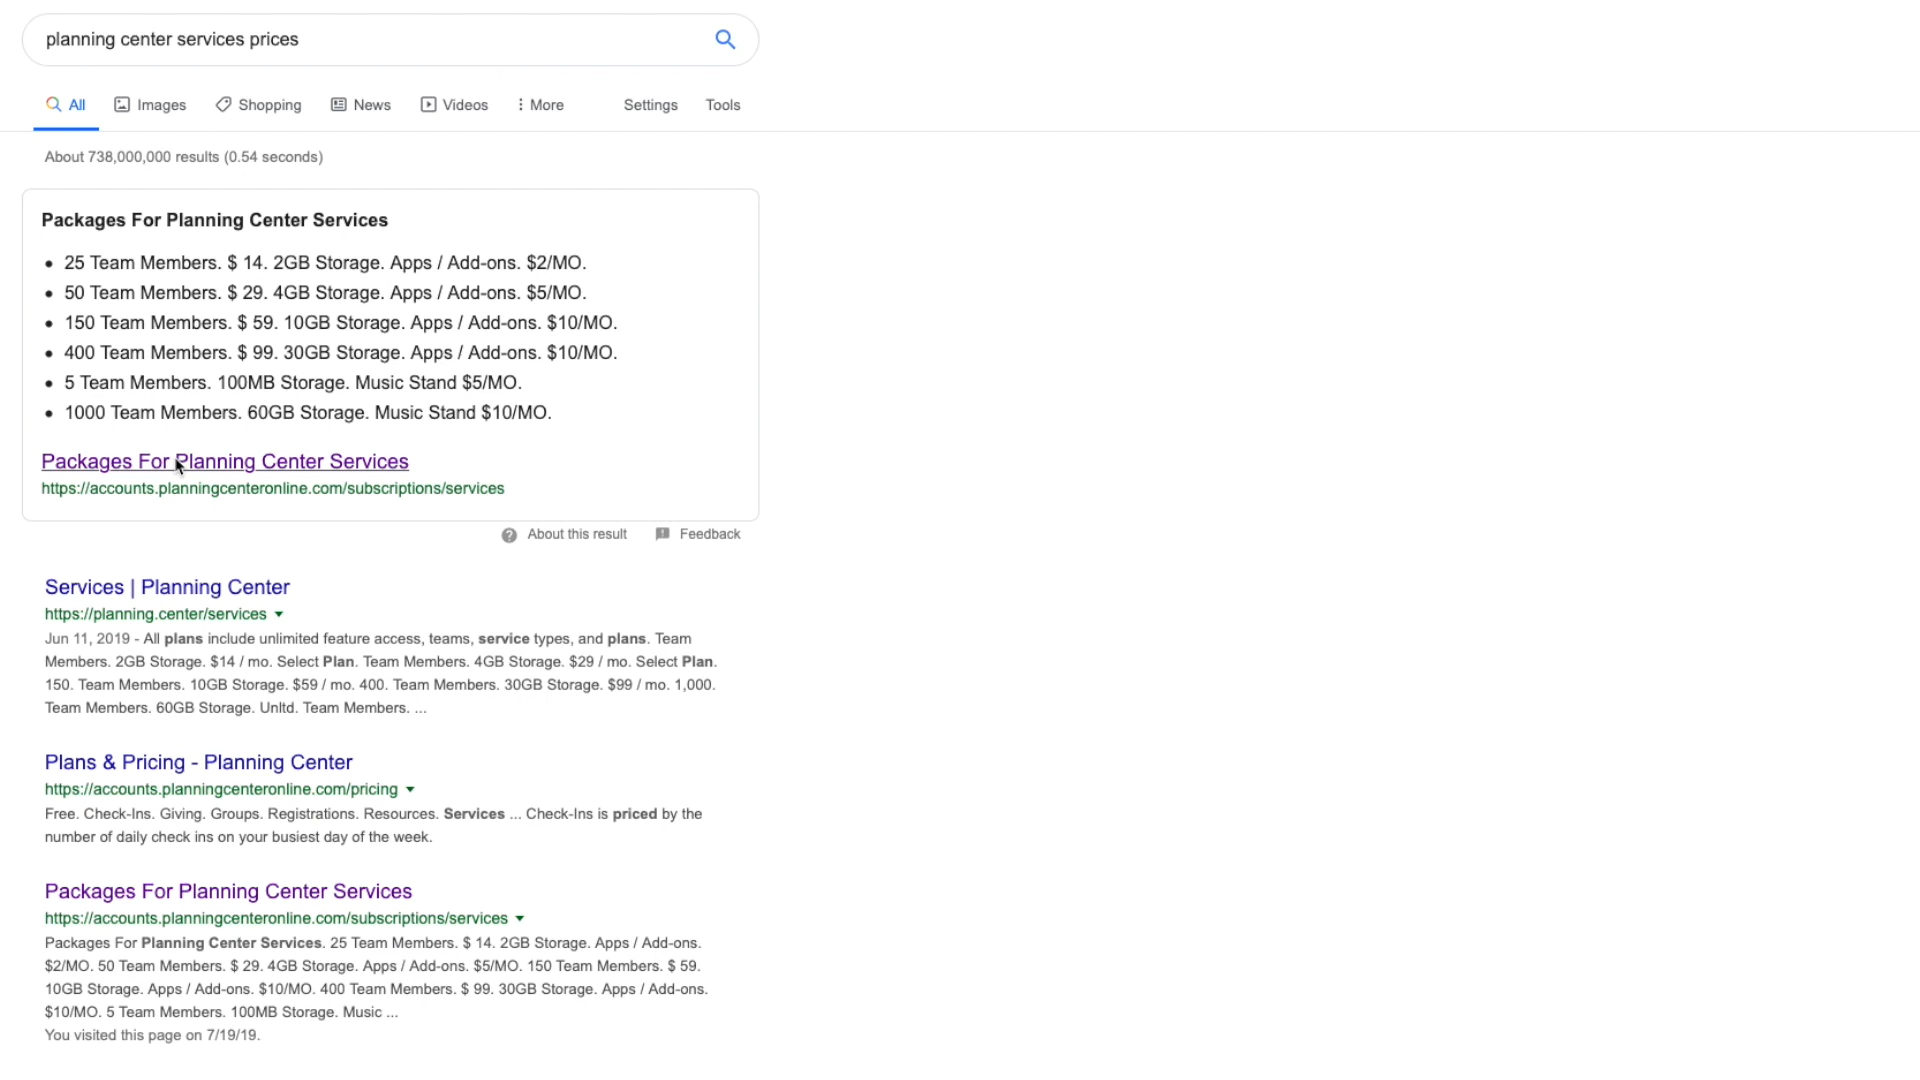 planning center services prices
All Images Shopping News Videos More Settings Tools
About 738,000,000 results (0.54 seconds)
Packages For Planning Center Services
• 25 Team Members. $ 14. 2GB Storage. Apps / Add-ons. $2/MO.
• 50 Team Members. $ 29. 4GB Storage. Apps / Add-ons. $5/MO.
• 150 Team Members. $ 59. 10GB Storage. Apps / Add-ons. $10/MO.
• 400 Team Members. $ 99. 30GB Storage. Apps / Add-ons. $10/MO.
• 5 Team Members. 100MB Storage. Music Stand $5/MO.
• 1000 Team Members. 60GB Storage. Music Stand $10/MO.
Packages For Planning Center Services
https://accounts.planningcenteronline.com/subscriptions/services
About this result Feedback
Services | Planning Center
https://planning.center/services
Jun 11, 2019 - All plans include unlimited feature access, teams, service types, and plans. Team
Members. 2GB Storage. $14 / mo. Select Plan. Team Members. 4GB Storage. $29 / mo. Select Plan.
150. Team Members. 10GB Storage. $59 / mo. 400. Team Members. 30GB Storage. $99 / mo. 1,000.
Team Members. 60GB Storage. Unltd. Team Members. ...
Plans & Pricing - Planning Center
https://accounts.planningcenteronline.com/pricing
Free. Check-Ins. Giving. Groups. Registrations. Resources. Services ... Check-Ins is priced by the
number of daily check ins on your busiest day of the week.
Packages For Planning Center Services
https://accounts.planningcenteronline.com/subscriptions/services
Packages For Planning Center Services. 25 Team Members. $ 14. 2GB Storage. Apps / Add-ons.
$2/MO. 50 Team Members. $ 29. 4GB Storage. Apps / Add-ons. $5/MO. 150 Team Members. $ 59.
10GB Storage. Apps / Add-ons. $10/MO. 400 Team Members. $ 99. 30GB Storage. Apps / Add-ons.
$10/MO. 5 Team Members. 100MB Storage. Music ...
You visited this page on 7/19/19.